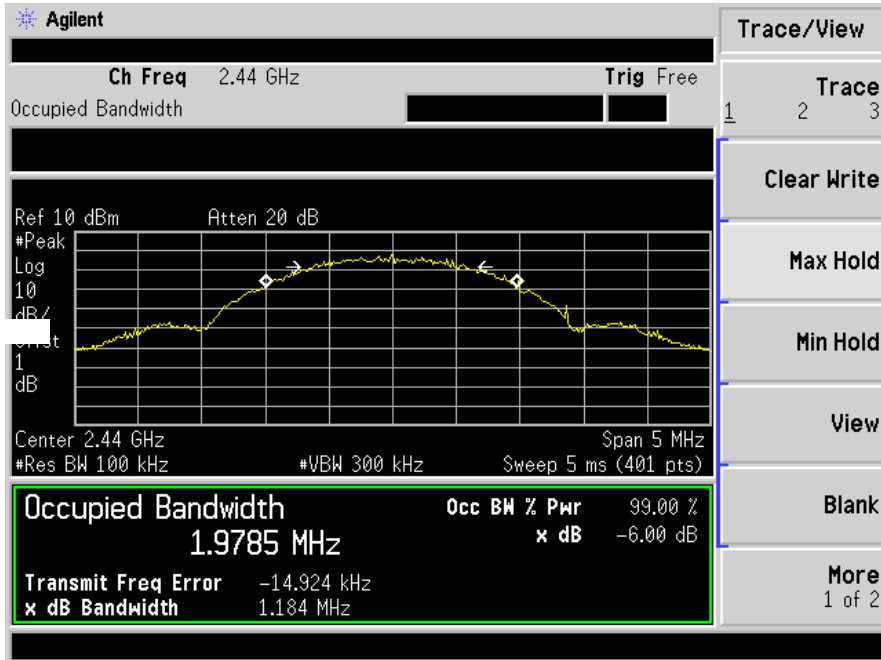 Agilent
Trace/View
Ch Freq 2.44 GHz Trig Free
Occupied Bandwidth
Trace
1 2 3
Clear Write
Max Hold
Min Hold
View
Blank
More
1 of 2
Ref 10 dBm Atten 20 dB
#Peak
Log
10
dB/
1
dB
Center 2.44 GHz Span 5 MHz
#Res BW 100 kHz #VBW 300 kHz Sweep 5 ms (401 pts)
Occupied Bandwidth
1.9785 MHz
Occ BW % Pwr 99.00 %
x dB -6.00 dB
Transmit Freq Error -14.924 kHz
x dB Bandwidth 1.184 MHz